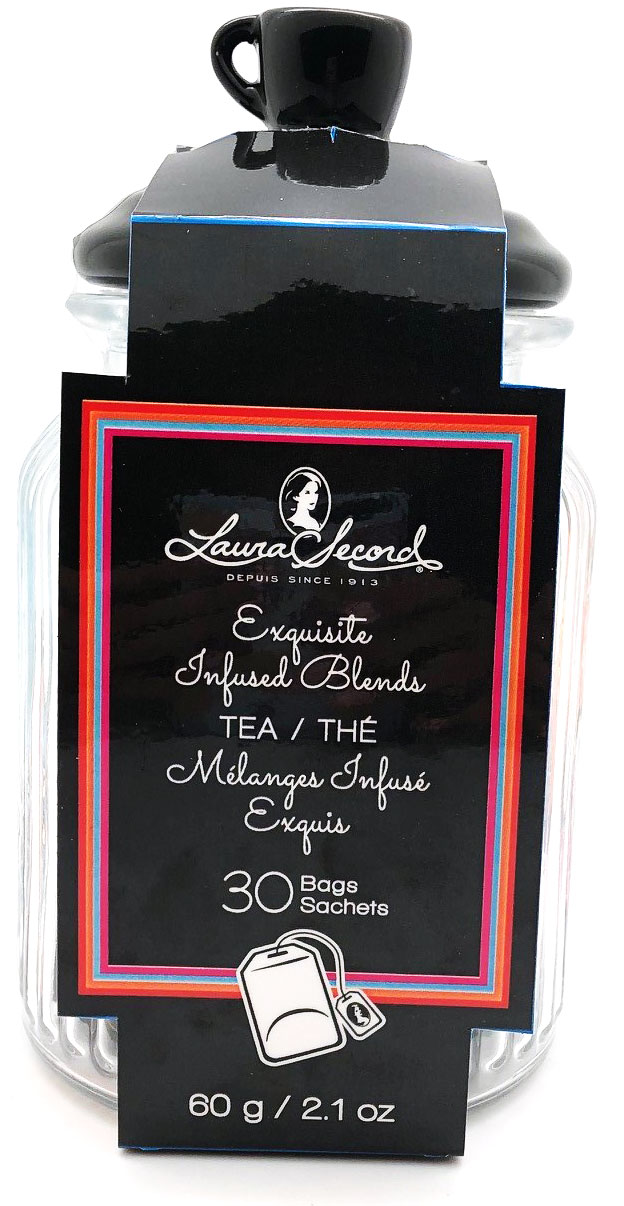 Laura Secord®
DEPUIS SINCE 1913
Exquisite
Infused Blends
TEA / THÉ
Mélanges Infusé
Exquis
30 Bags
Sachets
60 g / 2.1 oz